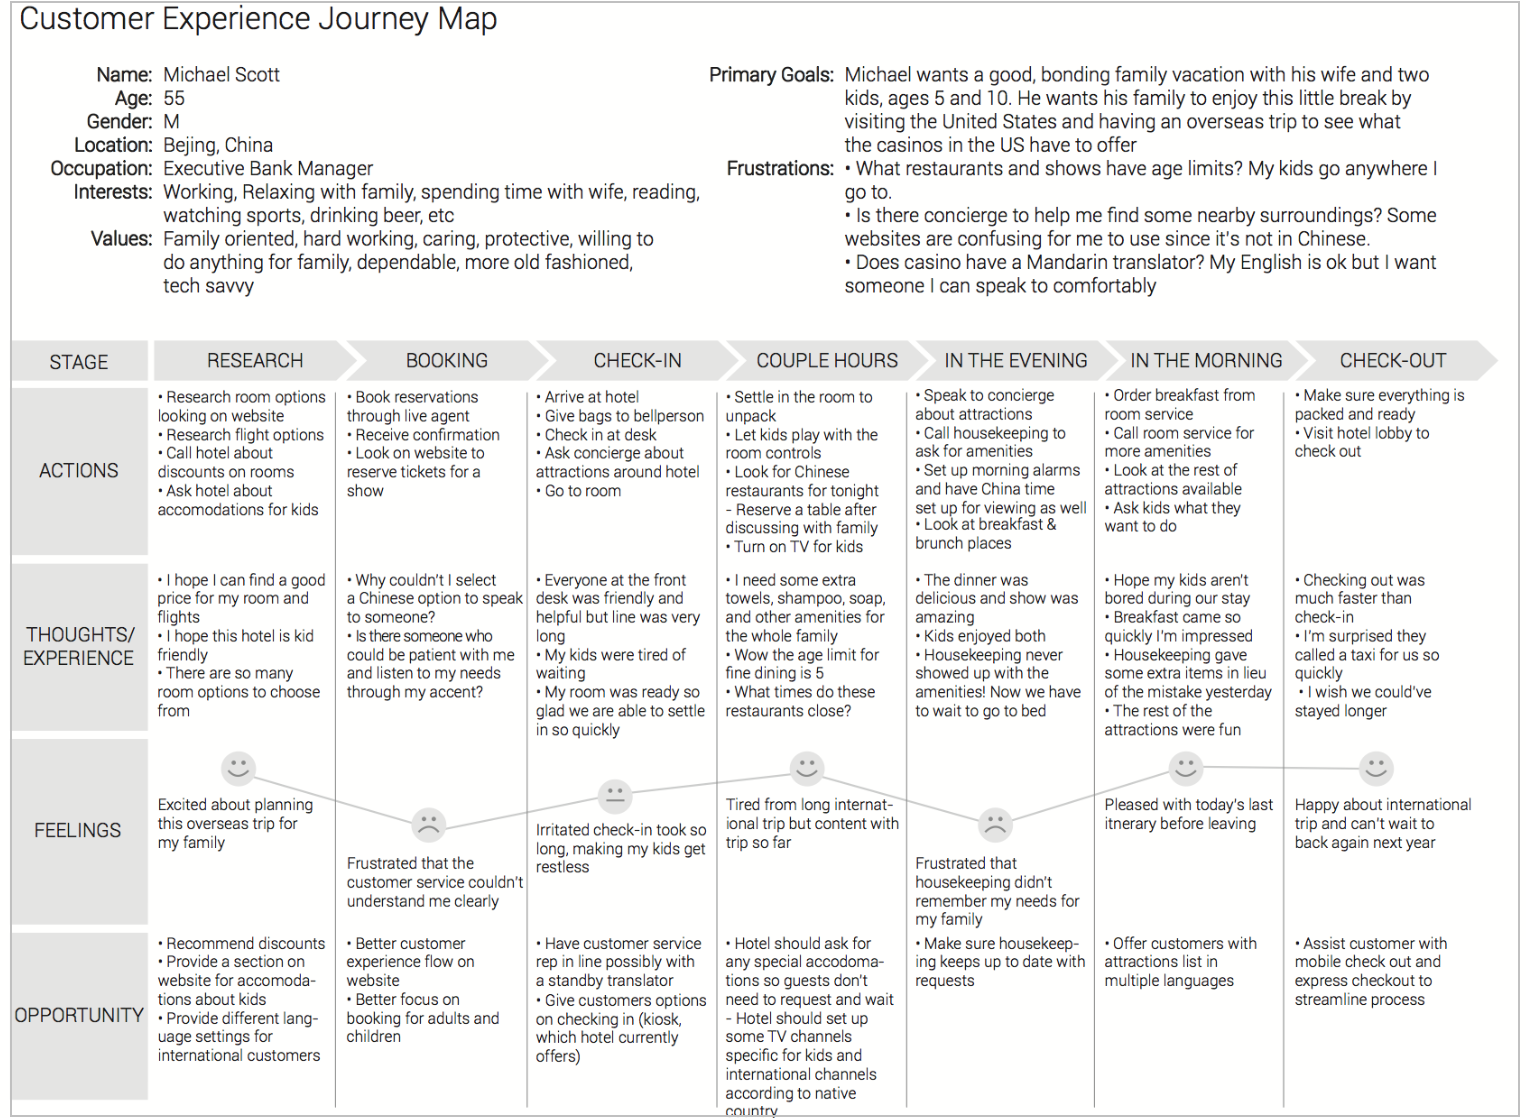 Customer Experience Journey Map
Name: Michael Scott
Age: 55
Gender: M
Location: Bejing, China
Occupation: Executive Bank Manager
Interests: Working, Relaxing with family, spending time with wife, reading,
watching sports, drinking beer, etc
Values: Family oriented, hard working, caring, protective, willing to
do anything for family, dependable, more old fashioned,
tech savvy
Primary Goals: Michael wants a good, bonding family vacation with his wife and two
kids, ages 5 and 10. He wants his family to enjoy this little break by
visiting the United States and having an overseas trip to see what
the casinos in the US have to offer
Frustrations: • What restaurants and shows have age limits? My kids go anywhere I
go to.
• Is there concierge to help me find some nearby surroundings? Some
websites are confusing for me to use since it's not in Chinese.
• Does casino have a Mandarin translator? My English is ok but I want
someone I can speak to comfortably
STAGE
RESEARCH
BOOKING
CHECK-IN
COUPLE HOURS
IN THE EVENING
IN THE MORNING
CHECK-OUT
ACTIONS
• Research room options
looking on website
• Research flight options
• Call hotel about
discounts on rooms
• Ask hotel about
accomodations for kids
• Book reservations
through live agent
• Receive confirmation
• Look on website to
reserve tickets for a
show
• Arrive at hotel
• Give bags to bellperson
• Check in at desk
• Ask concierge about
attractions around hotel
• Go to room
• Settle in the room to
unpack
• Let kids play with the
room controls
• Look for Chinese
restaurants for tonight
- Reserve a table after
discussing with family
• Turn on TV for kids
• Speak to concierge
about attractions
• Call housekeeping to
ask for amenities
• Set up morning alarms
and have China time
set up for viewing as well
• Look at breakfast &
brunch places
• Order breakfast from
room service
• Call room service for
more amenities
• Look at the rest of
attractions available
• Ask kids what they
want to do
• Make sure everything is
packed and ready
• Visit hotel lobby to
check out
THOUGHTS/
EXPERIENCE
• I hope I can find a good
price for my room and
flights
• I hope this hotel is kid
friendly
• There are so many
room options to choose
from
• Why couldn't I select
a Chinese option to speak
to someone?
• Is there someone who
could be patient with me
and listen to my needs
through my accent?
• Everyone at the front
desk was friendly and
helpful but line was very
long
• My kids were tired of
waiting
• My room was ready so
glad we are able to settle
in so quickly
• I need some extra
towels, shampoo, soap,
and other amenities for
the whole family
• Wow the age limit for
fine dining is 5
• What times do these
restaurants close?
• The dinner was
delicious and show was
amazing
• Kids enjoyed both
• Housekeeping never
showed up with the
amenities! Now we have
to wait to go to bed
• Hope my kids aren't
bored during our stay
• Breakfast came so
quickly I'm impressed
• Housekeeping gave
some extra items in lieu
of the mistake yesterday
• The rest of the
attractions were fun
• Checking out was
much faster than
check-in
• I'm surprised they
called a taxi for us so
quickly
• I wish we could've
stayed longer
FEELINGS
Excited about planning
this overseas trip for
my family
Frustrated that the
customer service couldn't
understand me clearly
Irritated check-in took so
long, making my kids get
restless
Tired from long internat-
ional trip but content with
trip so far
Frustrated that
housekeeping didn't
remember my needs for
my family
Pleased with today's last
itnerary before leaving
Happy about international
trip and can't wait to
back again next year
OPPORTUNITY
• Recommend discounts
• Provide a section on
website for accomoda-
tions about kids
• Provide different lang-
uage settings for
international customers
• Better customer
experience flow on
website
• Better focus on
booking for adults and
children
• Have customer service
rep in line possibly with
a standby translator
• Give customers options
on checking in (kiosk,
which hotel currently
offers)
• Hotel should ask for
any special accodoma-
tions so guests don't
need to request and wait
- Hotel should set up
some TV channels
specific for kids and
international channels
according to native
country
• Make sure housekeep-
ing keeps up to date with
requests
• Offer customers with
attractions list in
multiple languages
• Assist customer with
mobile check out and
express checkout to
streamline process